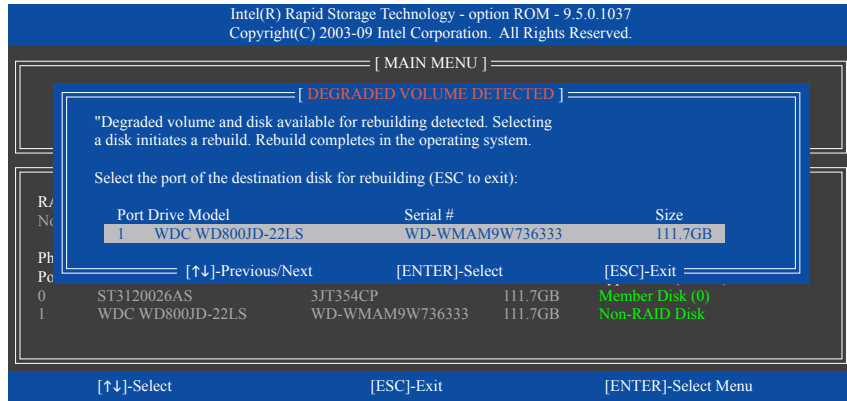 Intel(R) Rapid Storage Technology - option ROM - 9.5.0.1037
Copyright(C) 2003-09 Intel Corporation. All Rights Reserved.
[ MAIN MENU ]
[ DEGRADED VOLUME DETECTED ]
"Degraded volume and disk available for rebuilding detected. Selecting
a disk initiates a rebuild. Rebuild completes in the operating system.
Select the port of the destination disk for rebuilding (ESC to exit):
Port Drive Model Serial # Size
1 WDC WD800JD-22LS WD-WMAM9W736333 111.7GB
[↑↓]-Previous/Next [ENTER]-Select [ESC]-Exit
0 ST3120026AS 3JT354CP 111.7GB Member Disk (0)
1 WDC WD800JD-22LS WD-WMAM9W736333 111.7GB Non-RAID Disk
[↑↓]-Select [ESC]-Exit [ENTER]-Select Menu